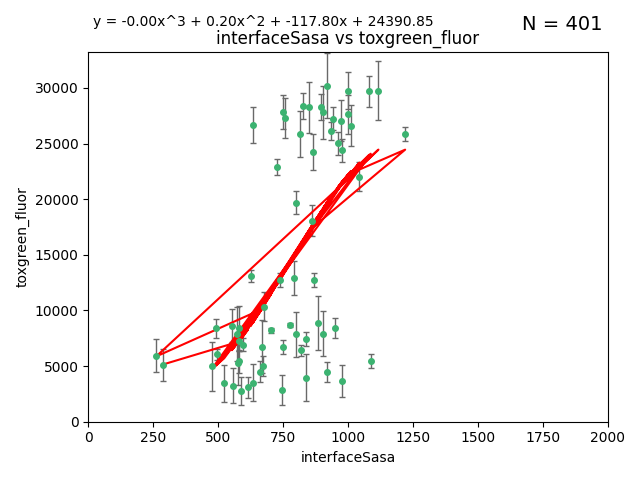 y = -0.00x^3 + 0.20x^2 + -117.80x + 24390.85
N = 401
interfaceSasa vs toxgreen_fluor
30000
25000
20000
15000
10000
5000
0
toxgreen_fluor
0 250 500 750 1000 1250 1500 1750 2000
interfaceSasa